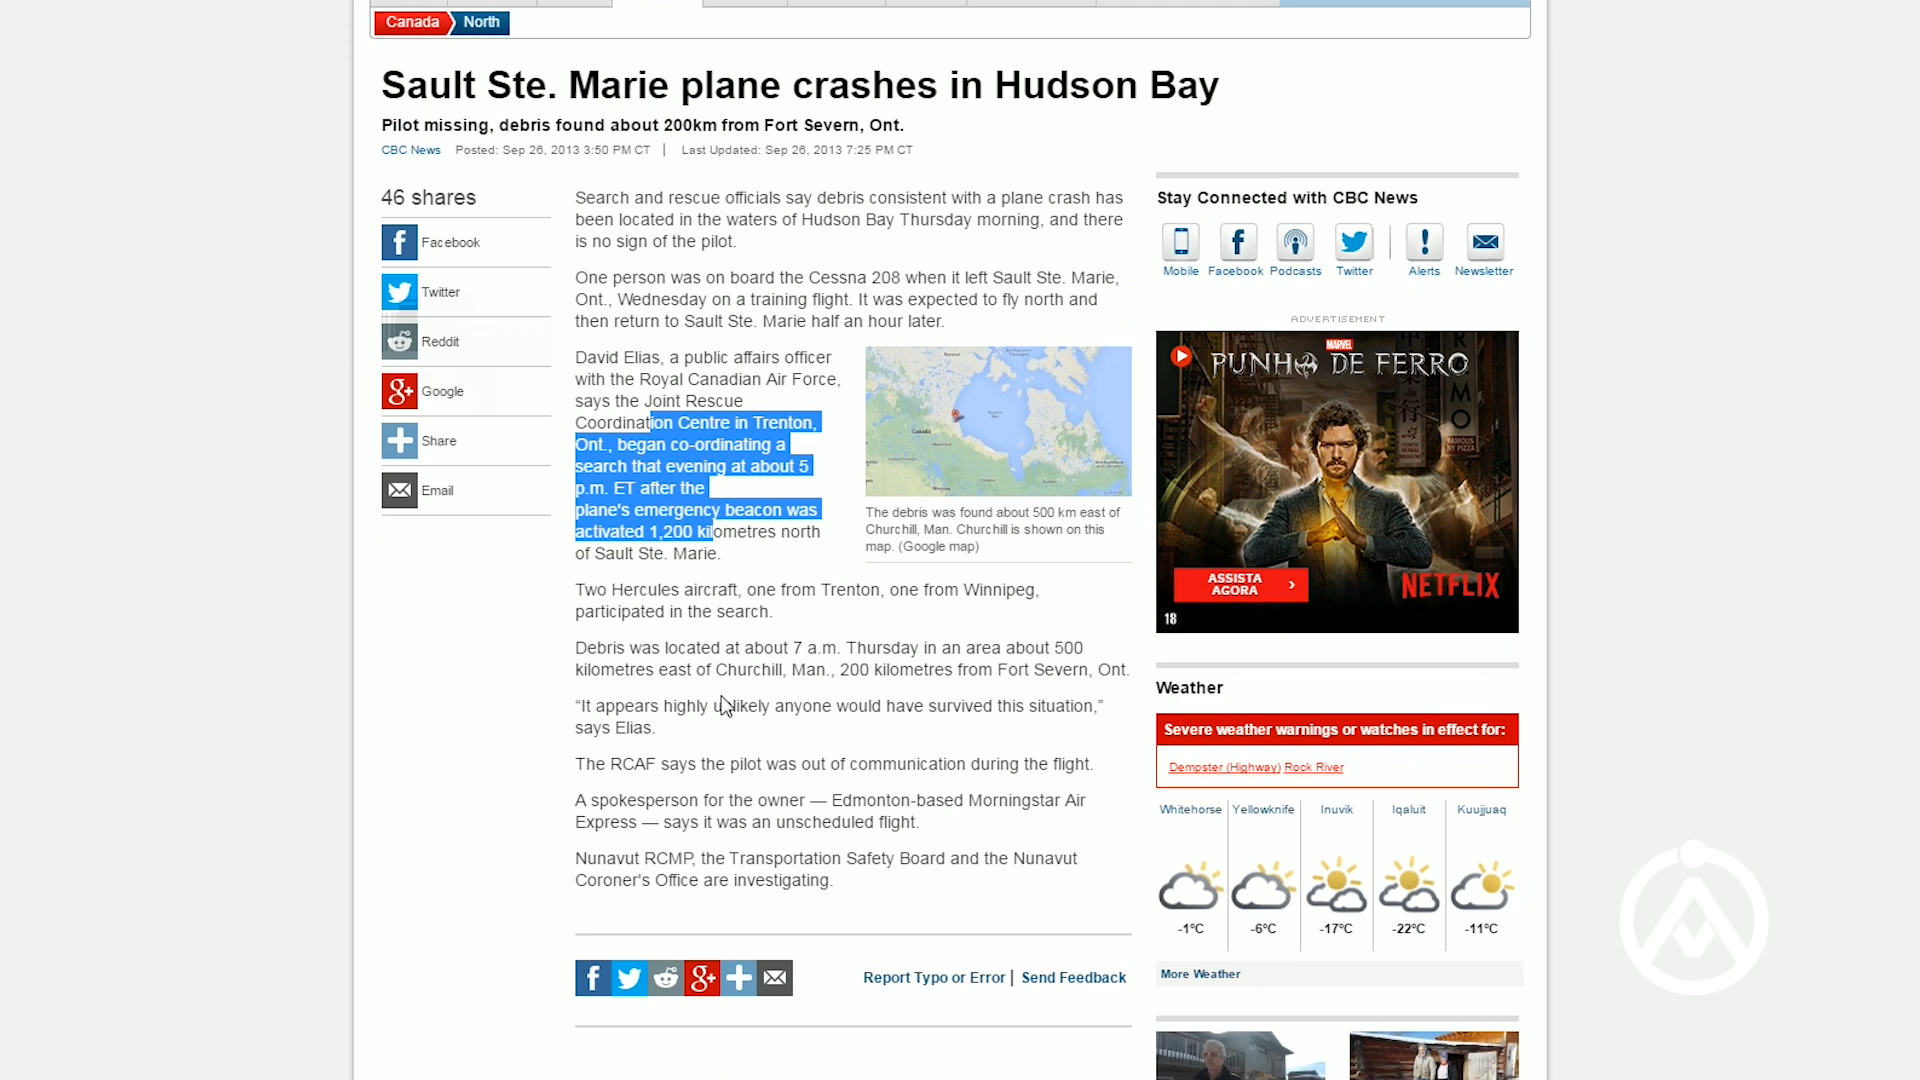 Canada
North
Sault Ste. Marie plane crashes in Hudson Bay
Pilot missing, debris found about 200km from Fort Severn, Ont.
CBC News Posted: Sep 26, 2013 3:50 PM CT | Last Updated: Sep 26, 2013 7:25 PM CT
46 shares
Facebook
Twitter
Reddit
Google
Share
Email
Search and rescue officials say debris consistent with a plane crash has
been located in the waters of Hudson Bay Thursday morning, and there
is no sign of the pilot.
One person was on board the Cessna 208 when it left Sault Ste. Marie,
Ont., Wednesday on a training flight. It was expected to fly north and
then return to Sault Ste. Marie half an hour later.
David Elias, a public affairs officer
with the Royal Canadian Air Force,
says the Joint Rescue
Coordination Centre in Trenton,
Ont., began co-ordinating a
search that evening at about 5
p.m. ET after the
plane's emergency beacon was
activated 1,200 kilometres north
of Sault Ste. Marie.
Canada
The debris was found about 500 km east of
Churchill, Man. Churchill is shown on this
map. (Google map)
Two Hercules aircraft, one from Trenton, one from Winnipeg,
participated in the search.
Debris was located at about 7 a.m. Thursday in an area about 500
kilometres east of Churchill, Man., 200 kilometres from Fort Severn, Ont.
“It appears highly unlikely anyone would have survived this situation,”
says Elias.
The RCAF says the pilot was out of communication during the flight.
A spokesperson for the owner — Edmonton-based Morningstar Air
Express — says it was an unscheduled flight.
Nunavut RCMP, the Transportation Safety Board and the Nunavut
Coroner's Office are investigating.
Report Typo or Error | Send Feedback
Stay Connected with CBC News
Mobile Facebook Podcasts Twitter Alerts Newsletter
ADVERTISEMENT
MARVEL
PUNHO DE FERRO
ASSISTA
AGORA
NETFLIX
18
Weather
Severe weather warnings or watches in effect for:
Dempster (Highway) Rock River
Whitehorse Yellowknife Inuvik Iqaluit Kuujjuaq
-1°C -6°C -17°C -22°C -11°C
More Weather